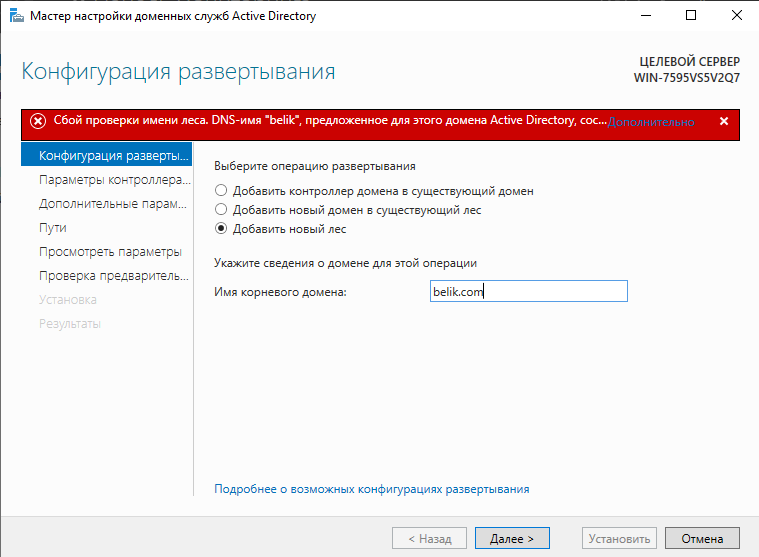 Мастер настройки доменных служб Active Directory
Конфигурация развертывания
ЦЕЛЕВОЙ СЕРВЕР
WIN-7595VS5V2Q7
Сбой проверки имени леса. DNS-имя "belik", предложенное для этого домена Active Directory, сос... Дополнительно
Конфигурация разверты...
Параметры контроллера...
Дополнительные парам...
Пути
Просмотреть параметры
Проверка предваритель...
Установка
Результаты
Выберите операцию развертывания
Добавить контроллер домена в существующий домен
Добавить новый домен в существующий лес
Добавить новый лес
Укажите сведения о домене для этой операции
Имя корневого домена: belik.com
Подробнее о возможных конфигурациях развертывания
< Назад Далее > Установить Отмена